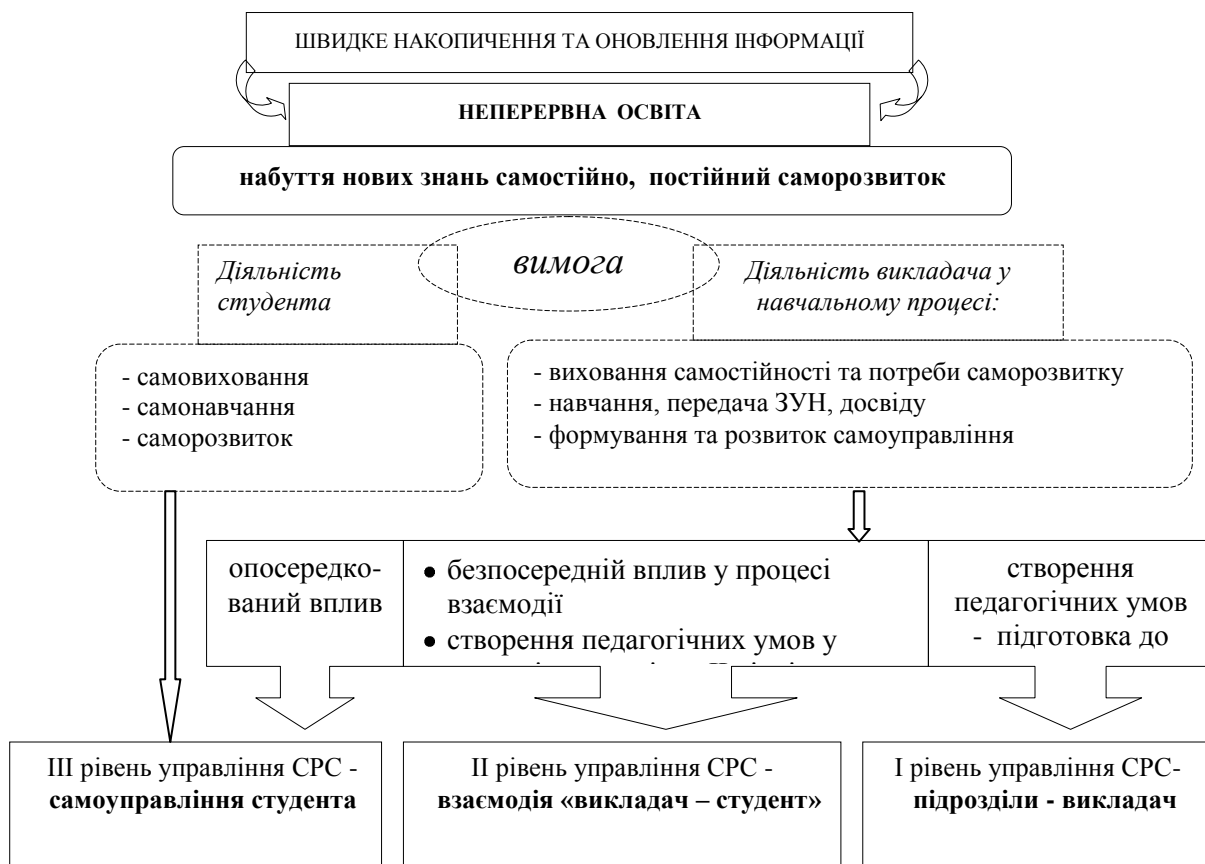 ШВИДКЕ НАКОПИЧЕННЯ ТА ОНОВЛЕННЯ ІНФОРМАЦІЇ
НЕПЕРЕРВНА ОСВІТА
набуття нових знань самостійно, постійний саморозвиток
вимога
Діяльність
студента
Діяльність викладача у
навчальному процесі:
- самовиховання
- самонавчання
- саморозвиток
- виховання самостійності та потреби саморозвитку
- навчання, передача ЗУН, досвіду
- формування та розвиток самоуправління
опосередко-
ваний вплив
• безпосередній вплив у процесі
взаємодії
• створення педагогічних умов у
створення
педагогічних умов
- підготовка до
ІІІ рівень управління СРС -
самоуправління студента
ІІ рівень управління СРС -
взаємодія «викладач – студент»
І рівень управління СРС-
підрозділи - викладач